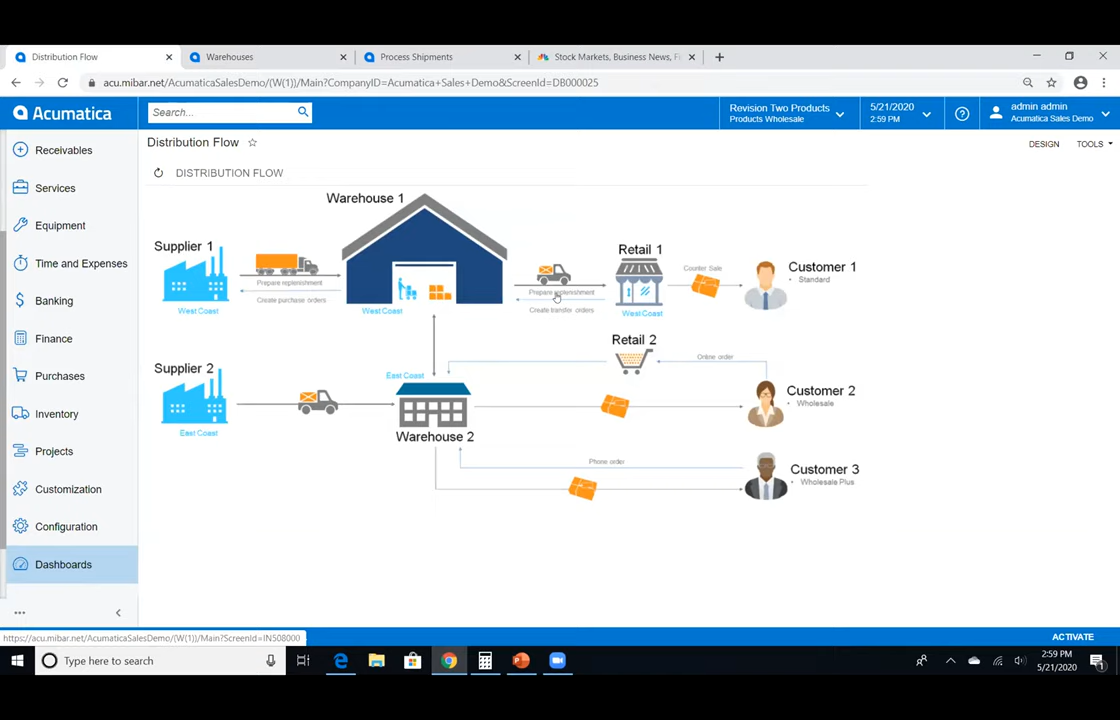 Distribution Flow
Warehouses
Process Shipments
Stock Markets, Business News, Fi
acu.mibar.net/AcumaticaSalesDemo/(W(1))/Main?CompanyID=Acumatica+Sales+Demo&ScreenId=DB000025
Acumatica
Search...
Revision Two Products
Products Wholesale
5/21/2020
2:59 PM
admin admin
Acumatica Sales Demo
Distribution Flow
DESIGN
TOOLS
DISTRIBUTION FLOW
Receivables
Services
Equipment
Time and Expenses
Banking
Finance
Purchases
Inventory
Projects
Customization
Configuration
Dashboards
Warehouse 1
Supplier 1
Prepare replenishment
Create purchase orders
West Coast
West Coast
Prepare replenishment
Create transfer orders
Retail 1
West Coast
Counter Sale
Customer 1
Standard
Retail 2
Online order
Supplier 2
East Coast
East Coast
Warehouse 2
Customer 2
Wholesale
Phone order
Customer 3
Wholesale Plus
https://acu.mibar.net/AcumaticaSalesDemo/(W(1))/Main?ScreenId=IN508000
ACTIVATE
Type here to search
2:59 PM
5/21/2020
1